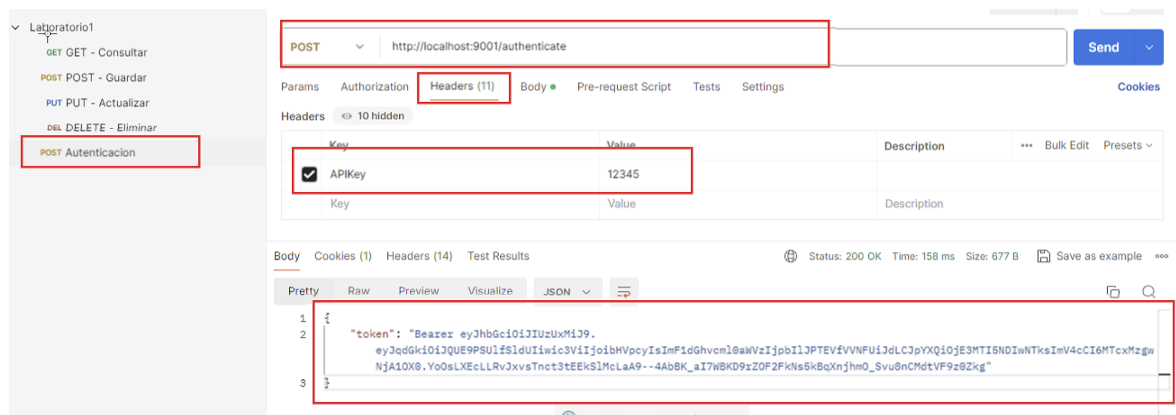 Laboratorio1
GET GET - Consultar
POST POST - Guardar
PUT PUT - Actualizar
DEL DELETE - Eliminar
POST Autenticacion
POST http://localhost:9001/authenticate Send
Params Authorization Headers (11) Body Pre-request Script Tests Settings Cookies
Headers 10 hidden
Key Value Description ••• Bulk Edit Presets
APIKey 12345
Key Value Description
Body Cookies (1) Headers (14) Test Results Status: 200 OK Time: 158 ms Size: 677 B Save as example
Pretty Raw Preview Visualize JSON
1 {
2 "token": "Bearer eyJhbGciOiJIUzUxMiJ9.
eyJqdGkiOiJQUE9PSUlfSldUIiwic3ViIjoibHVpcyIsImF1dGhvcml0aWVzIjpbIlJPTEVfVVNFUiJdLCJpYXQiOjE3MTI5NDIwNTksImV4cCI6MTcxMzgw
NjA1OX0.YoOsLXEcLLRvJxvsTnct3tEEkSlMcLaA9--4AbBK_aI7WBKD9rZOF2FkNs5kBqXnjhmO_Svu8nCMdtVF9z0Zkg"
3 }